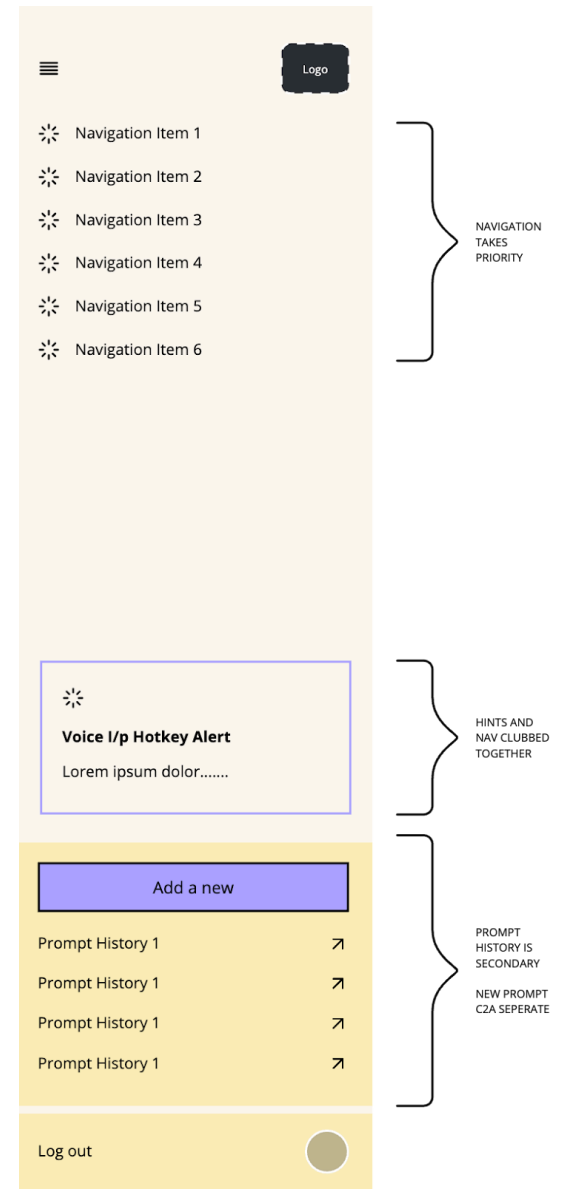 Logo
Navigation Item 1
Navigation Item 2
Navigation Item 3
Navigation Item 4
Navigation Item 5
Navigation Item 6
NAVIGATION
TAKES
PRIORITY
Voice I/p Hotkey Alert
Lorem ipsum dolor.......
HINTS AND
NAV CLUBBED
TOGETHER
Add a new
Prompt History 1
Prompt History 1
Prompt History 1
Prompt History 1
PROMPT
HISTORY IS
SECONDARY
NEW PROMPT
C2A SEPERATE
Log out